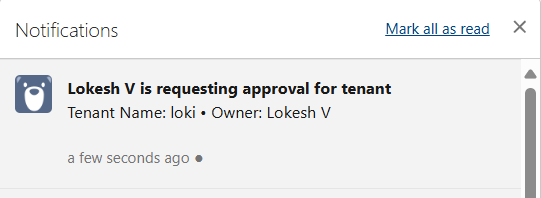 Notifications
Mark all as read
Lokesh V is requesting approval for tenant
Tenant Name: loki • Owner: Lokesh V
a few seconds ago